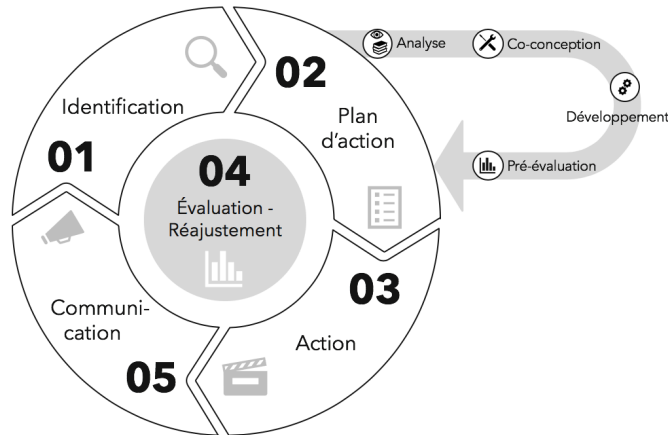 Identification
01
02
Plan
d'action
Analyse
Co-conception
Développement
Pré-évaluation
03
Action
04
Évaluation -
Réajustement
Communi-
cation
05